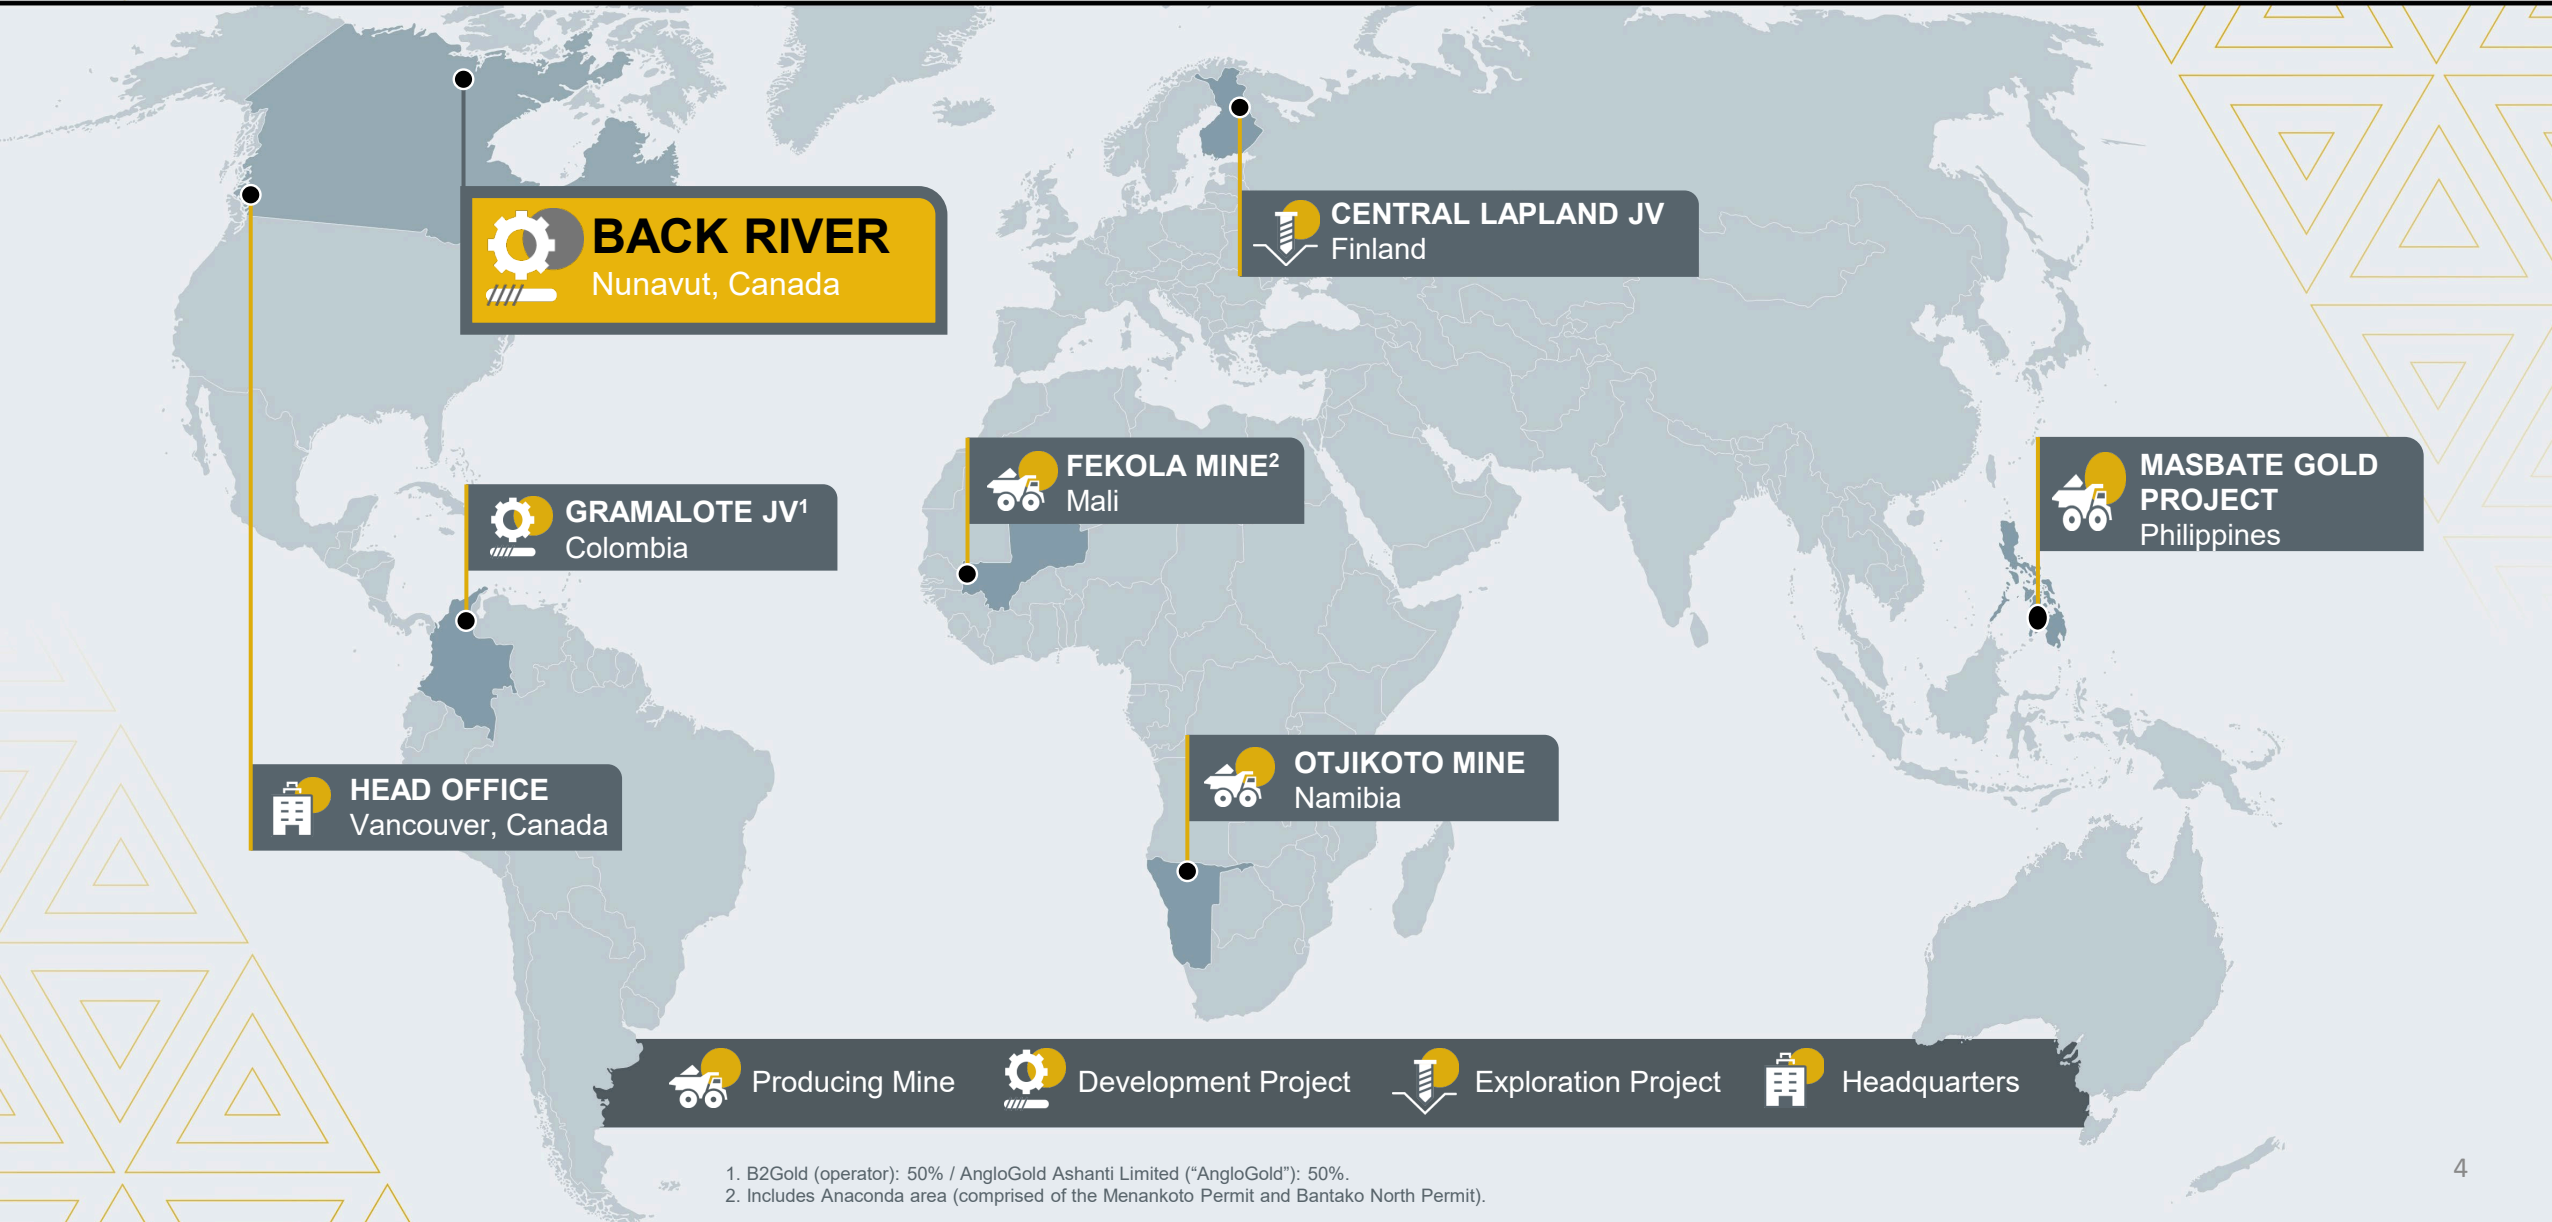 BACK RIVER
Nunavut, Canada
CENTRAL LAPLAND JV
Finland
FEKOLA MINE²
Mali
MASBATE GOLD
PROJECT
Philippines
GRAMALOTE JV¹
Colombia
HEAD OFFICE
Vancouver, Canada
OTJIKOTO MINE
Namibia
Producing Mine
Development Project
Exploration Project
Headquarters
1. B2Gold (operator): 50% / AngloGold Ashanti Limited (“AngloGold”): 50%.
2. Includes Anaconda area (comprised of the Menankoto Permit and Bantako North Permit).
4